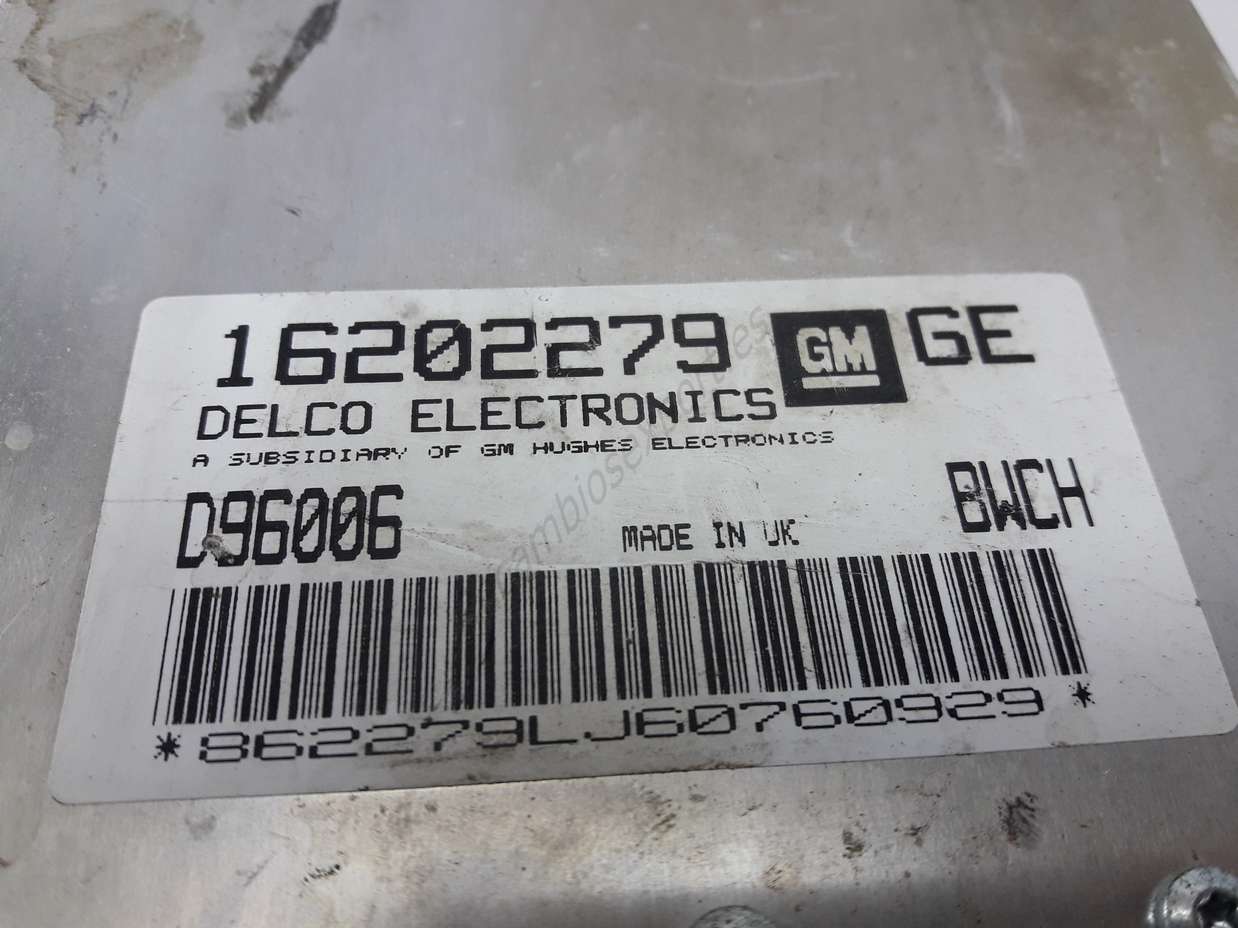 16202279 GM GE
DELCO ELECTRONICS
A SUBSIDIARY OF GM HUGHES ELECTRONICS
D96006 MADE IN UK BWCH
*862279LJ60760929*